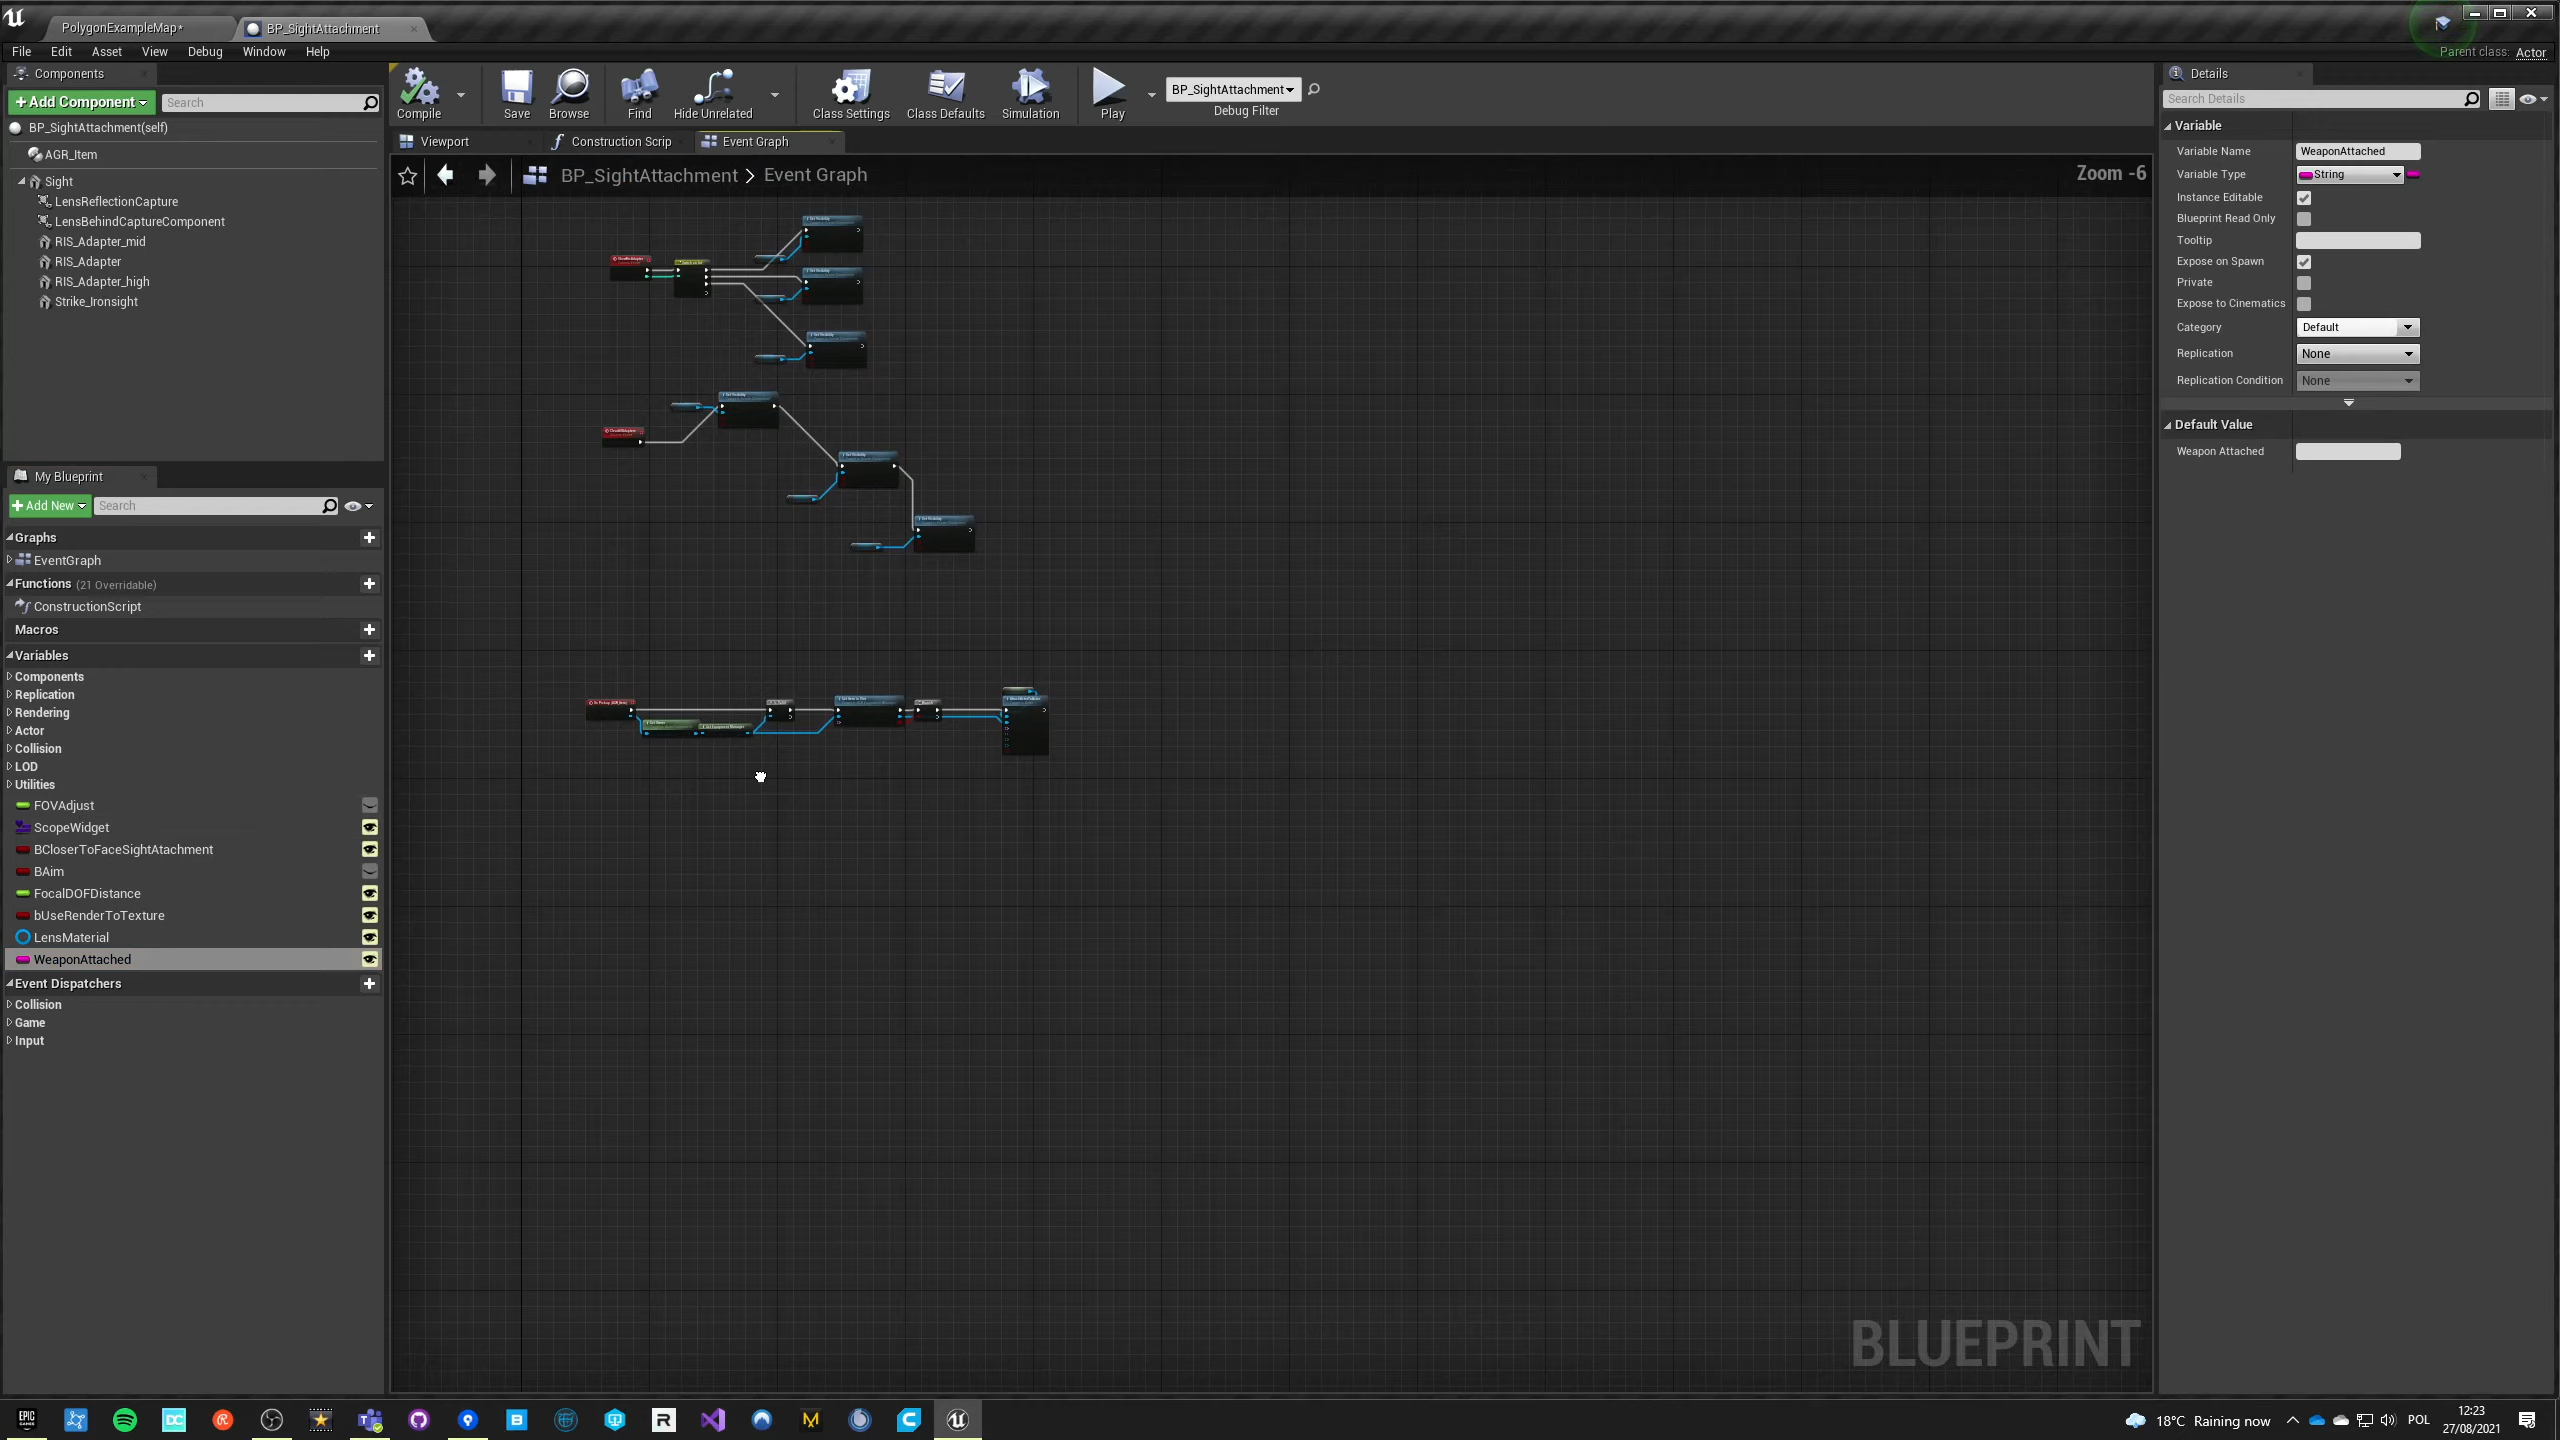 PolygonExampleMap*
BP_SightAttachment
File Edit Asset View Debug Window Help
Parent class: Actor
Components
+Add Component
Search
BP_SightAttachment(self)
AGR_Item
Sight
LensReflectionCapture
LensBehindCaptureComponent
RIS_Adapter_mid
RIS_Adapter
RIS_Adapter_high
Strike_Ironsight
My Blueprint
+Add New
Search
Graphs
EventGraph
Functions (21 Overridable)
ConstructionScript
Macros
Variables
Components
Replication
Rendering
Actor
Collision
LOD
Utilities
FOVAdjust
ScopeWidget
BCloserToFaceSightAtachment
BAim
FocalDOFDistance
bUseRenderToTexture
LensMaterial
WeaponAttached
Event Dispatchers
Collision
Game
Input
Compile
Save
Browse
Find
Hide Unrelated
Class Settings
Class Defaults
Simulation
Play
BP_SightAttachment
Debug Filter
Viewport
Construction Scrip
Event Graph
BP_SightAttachment > Event Graph
Zoom -6
BLUEPRINT
Details
Search Details
Variable
Variable Name WeaponAttached
Variable Type String
Instance Editable
Blueprint Read Only
Tooltip
Expose on Spawn
Private
Expose to Cinematics
Category Default
Replication None
Replication Condition None
Default Value
Weapon Attached
18°C Raining now
POL
12:23
27/08/2021